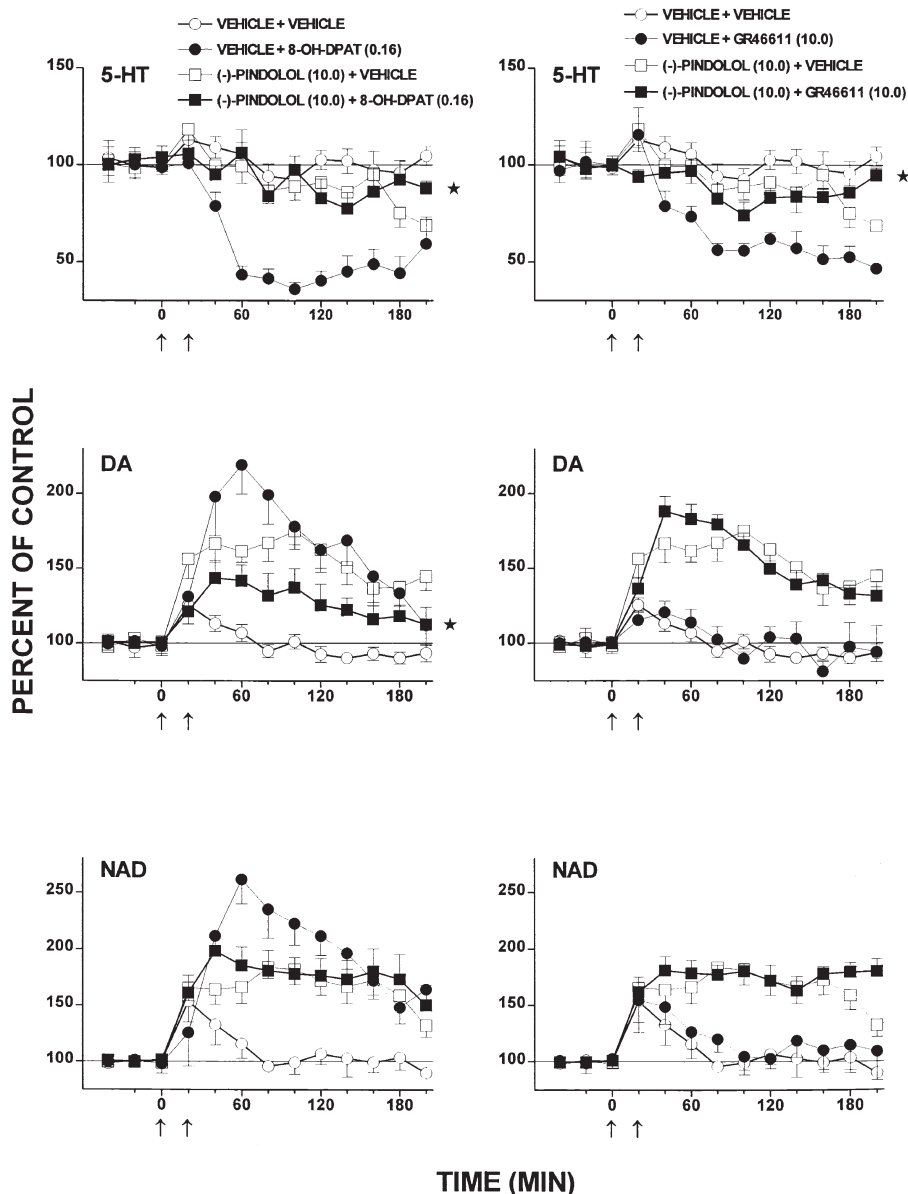 VEHICLE + VEHICLE
VEHICLE + 8-OH-DPAT (0.16)
(-)-PINDOLOL (10.0) + VEHICLE
(-)-PINDOLOL (10.0) + 8-OH-DPAT (0.16)
VEHICLE + VEHICLE
VEHICLE + GR46611 (10.0)
(-)-PINDOLOL (10.0) + VEHICLE
(-)-PINDOLOL (10.0) + GR46611 (10.0)
PERCENT OF CONTROL
5-HT
150
100
50
0 60 120 180
↑ ↑
★
5-HT
150
100
50
0 60 120 180
↑ ↑
★
DA
200
150
100
0 60 120 180
↑ ↑
★
DA
200
150
100
0 60 120 180
↑ ↑
NAD
250
200
150
100
0 60 120 180
↑ ↑
NAD
250
200
150
100
0 60 120 180
↑ ↑
TIME (MIN)